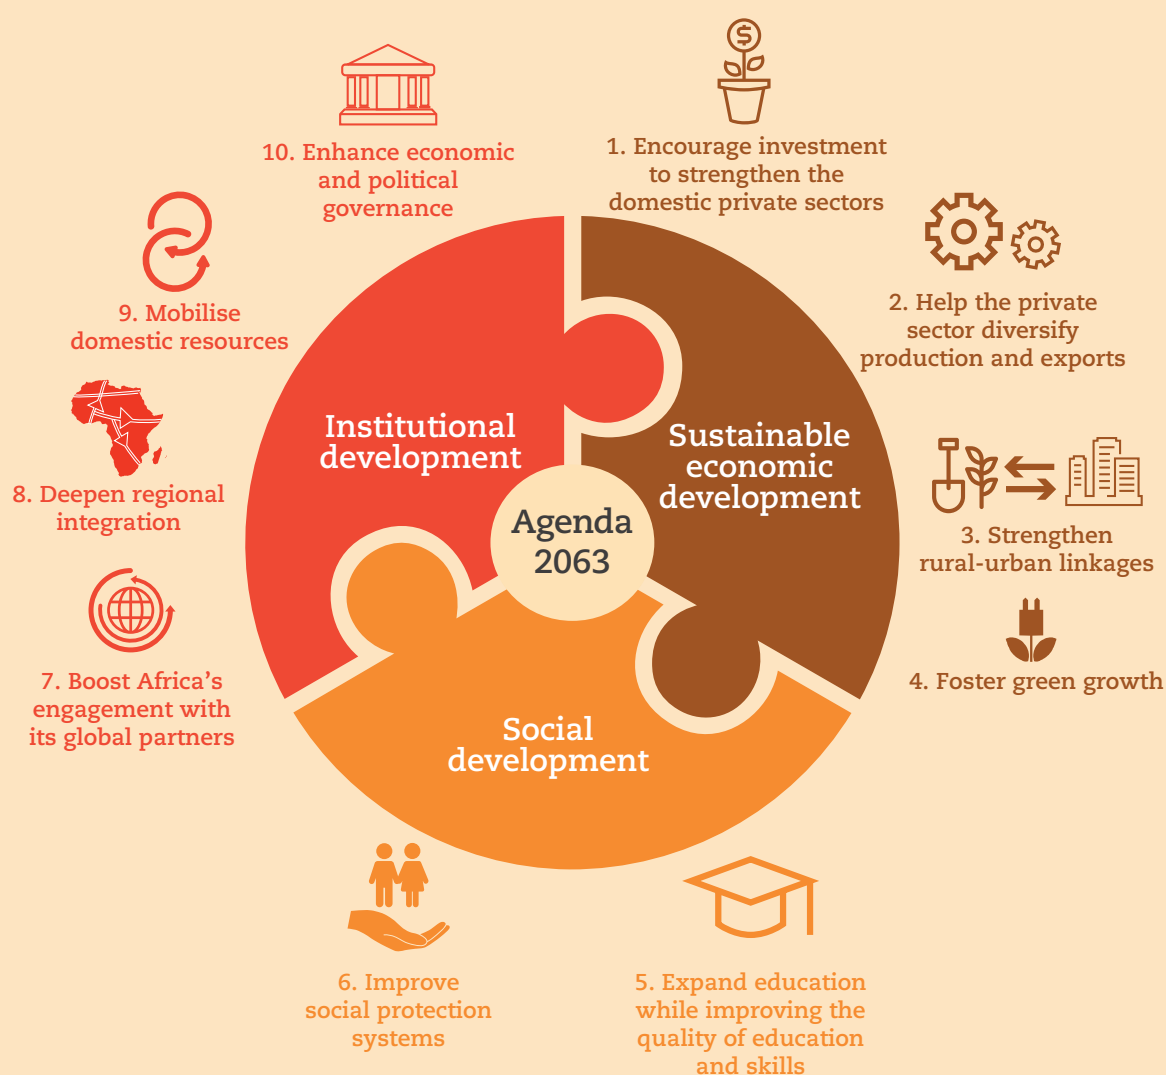 10. Enhance economic
and political
governance
1. Encourage investment
to strengthen the
domestic private sectors
$
9. Mobilise
domestic resources
2. Help the private
sector diversify
production and exports
8. Deepen regional
integration
3. Strengthen
rural-urban linkages
7. Boost Africa's
engagement with
its global partners
4. Foster green growth
Institutional
development
Sustainable
economic
development
Agenda
2063
Social
development
6. Improve
social protection
systems
5. Expand education
while improving the
quality of education
and skills